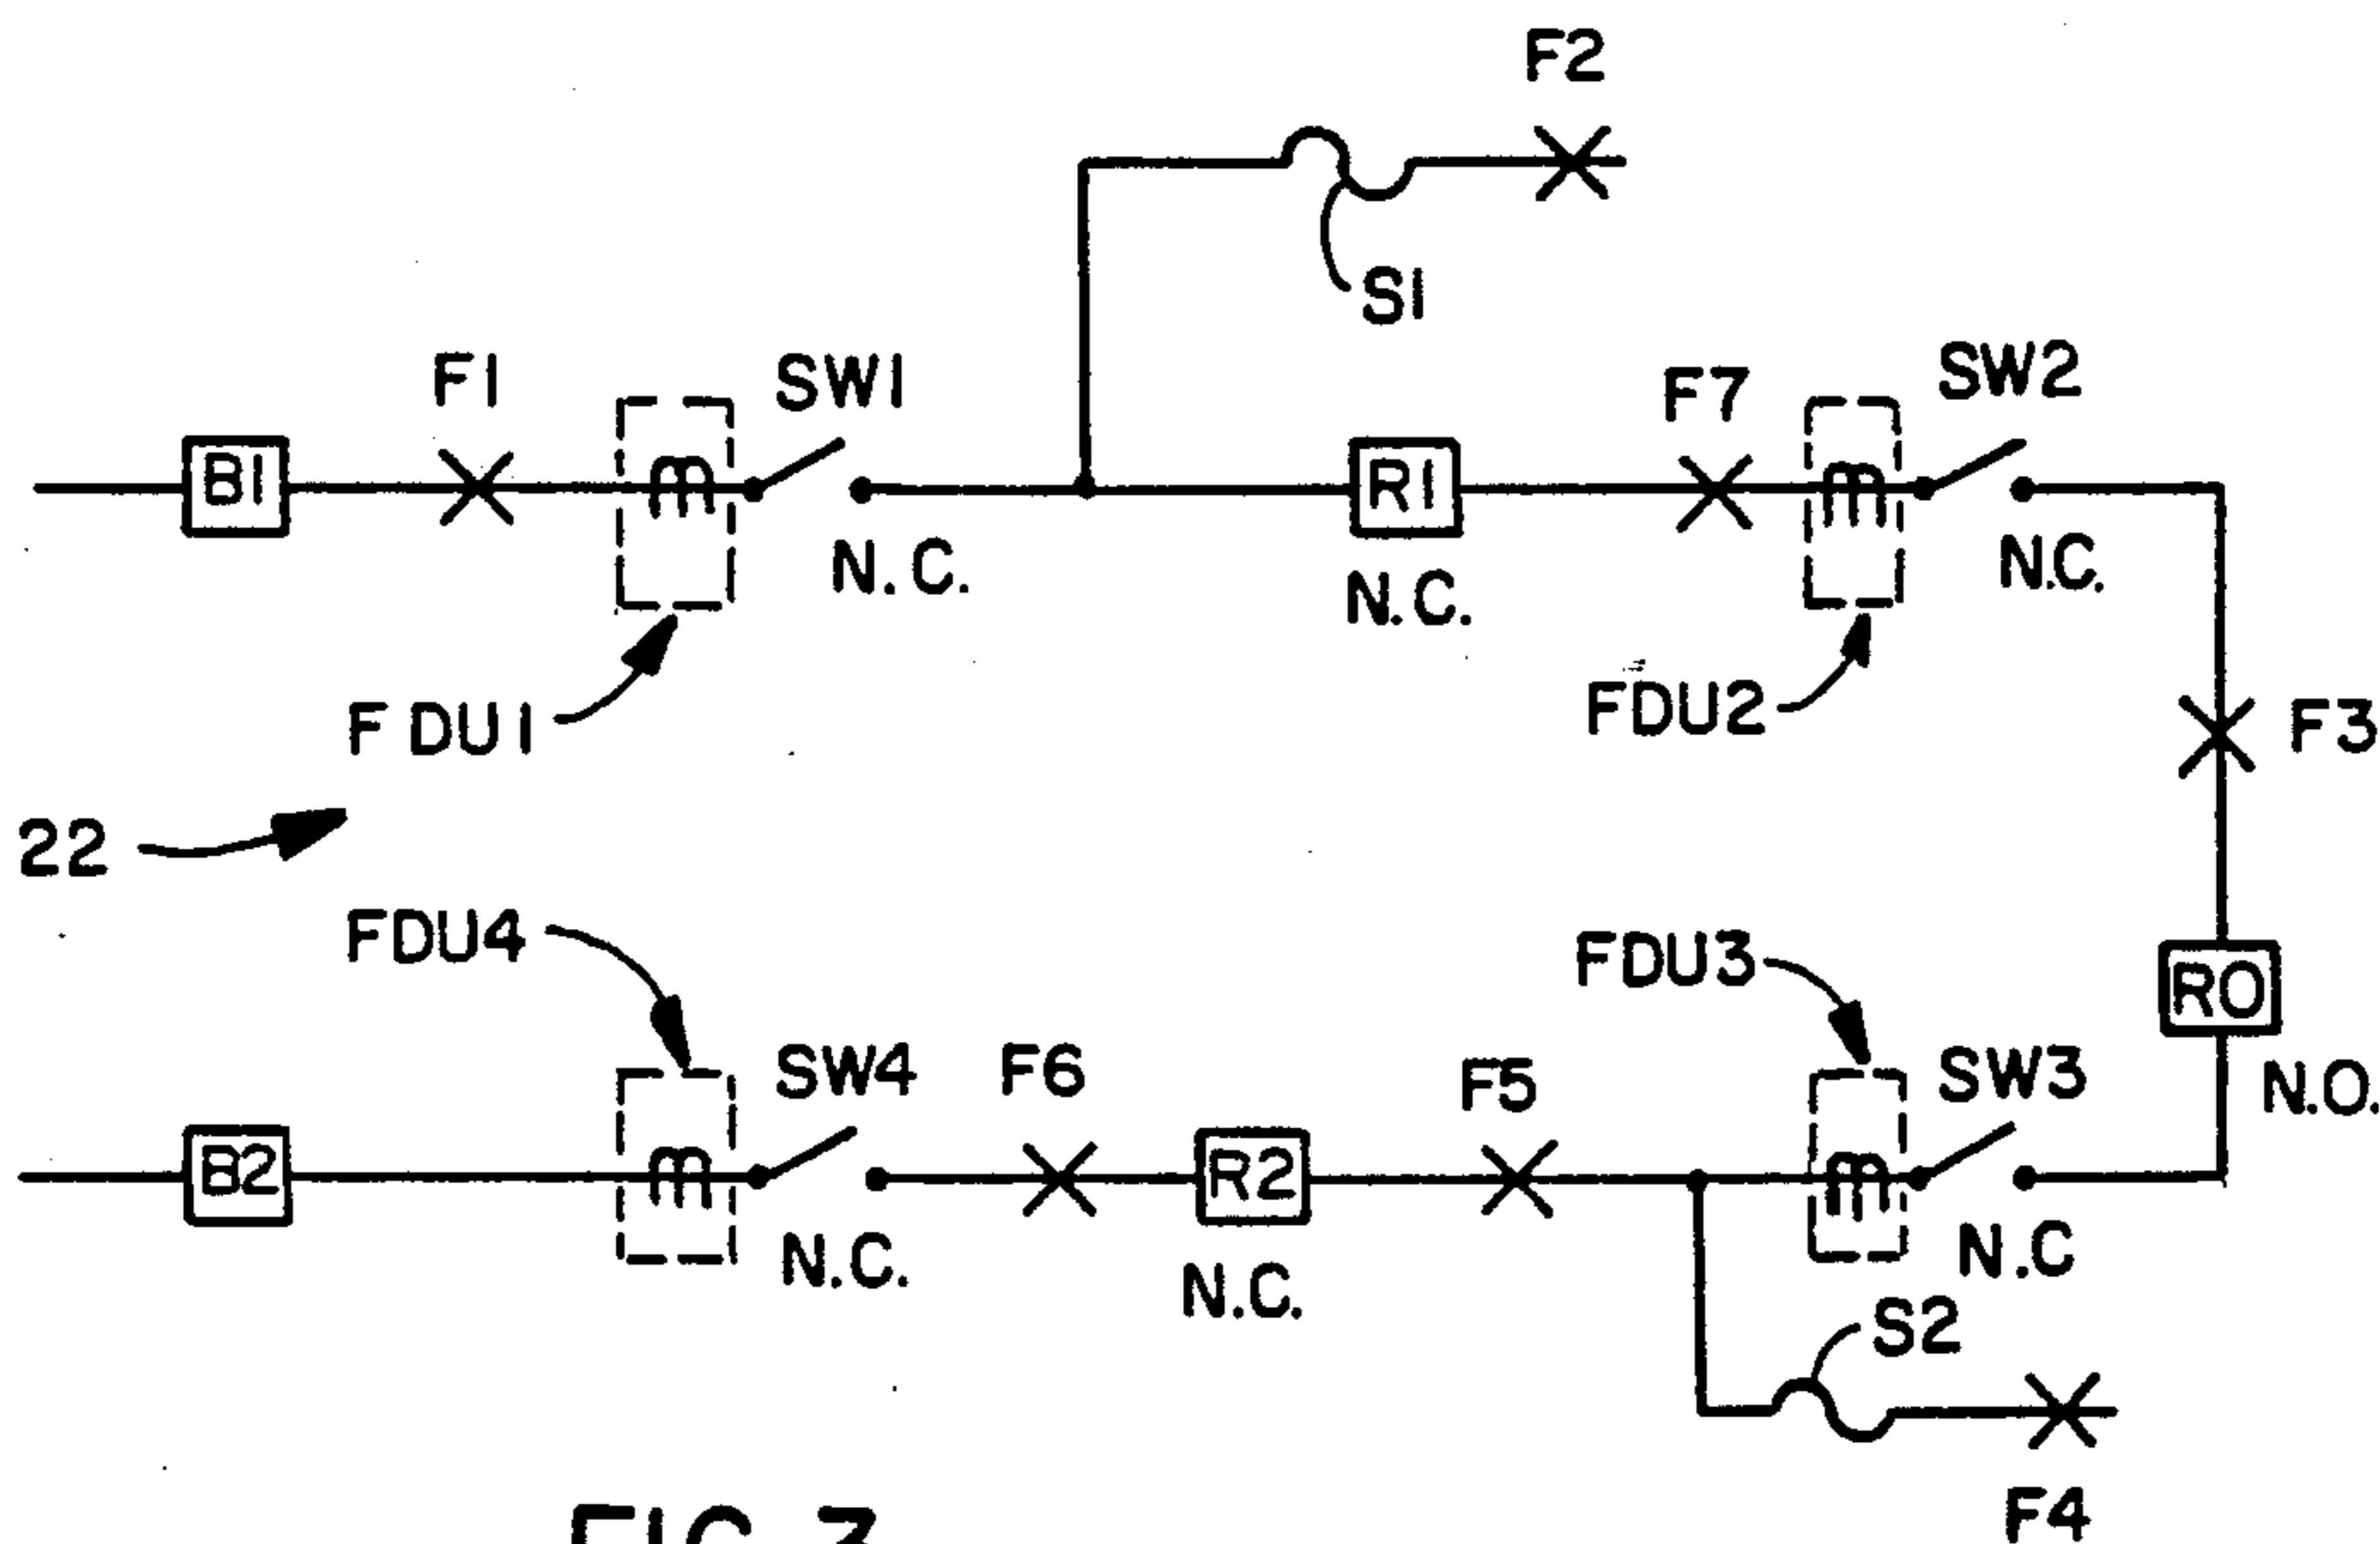 F2
S1
F1
SW1
F7
SW2
B1
R1
N.C.
N.C.
N.C.
F DU1
FDU2
F3
22
FDU4
FDU3
RO
SW4
F6
F5
SW3
N.O.
B2
R2
N.C.
N.C.
N.C
S2
F4